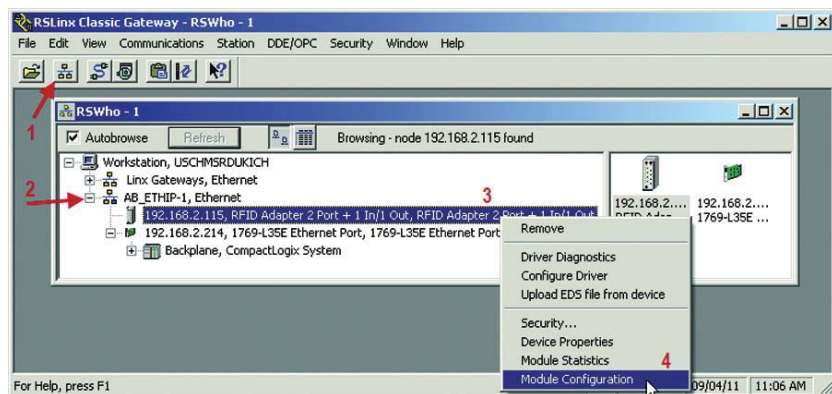 RSLinx Classic Gateway - RSWho - 1
File Edit View Communications Station DDE/OPC Security Window Help
1
RSWho - 1
Autobrowse Refresh Browsing - node 192.168.2.115 found
Workstation, USCHMSRDUKICH
Linx Gateways, Ethernet
2
AB_ETHIP-1, Ethernet
3
192.168.2.115, RFID Adapter 2 Port + 1 In/1 Out, RFID Adapter 2 Port + 1 In/1 Out
192.168.2.214, 1769-L35E Ethernet Port, 1769-L35E Ethernet Port
Backplane, CompactLogix System
192.168.2.... 192.168.2....
RFID Adap... 1769-L35E ...
Remove
Driver Diagnostics
Configure Driver
Upload EDS file from device
Security...
Device Properties
Module Statistics
4
Module Configuration
For Help, press F1
09/04/11 11:06 AM